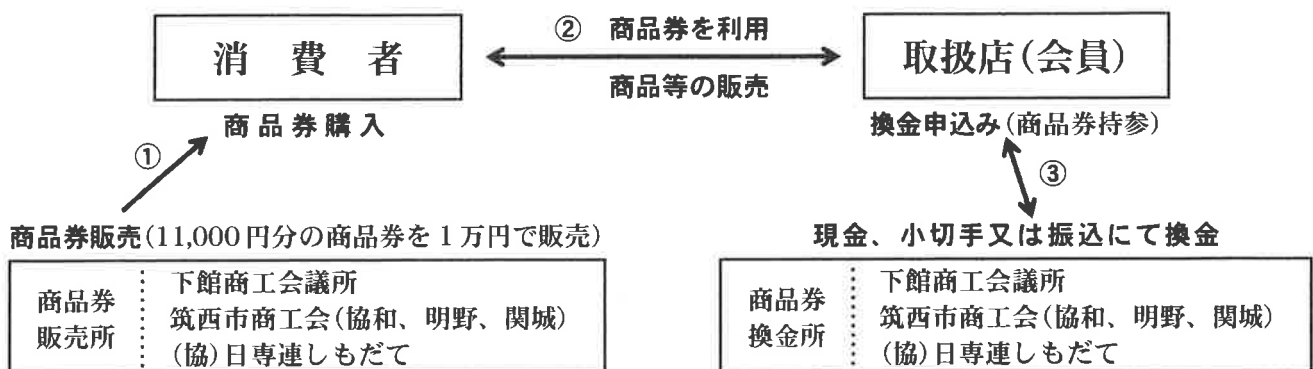 消費者
商品券購入
② 商品券を利用
商品等の販売
取扱店(会員)
換金申込み(商品券持参)
①
③
商品券販売(11,000円分の商品券を1万円で販売)
商品券
販売所
下館商工会議所
筑西市商工会(協和、明野、関城)
(協)日専連しもだて
現金、小切手又は振込にて換金
商品券
換金所
下館商工会議所
筑西市商工会(協和、明野、関城)
(協)日専連しもだて